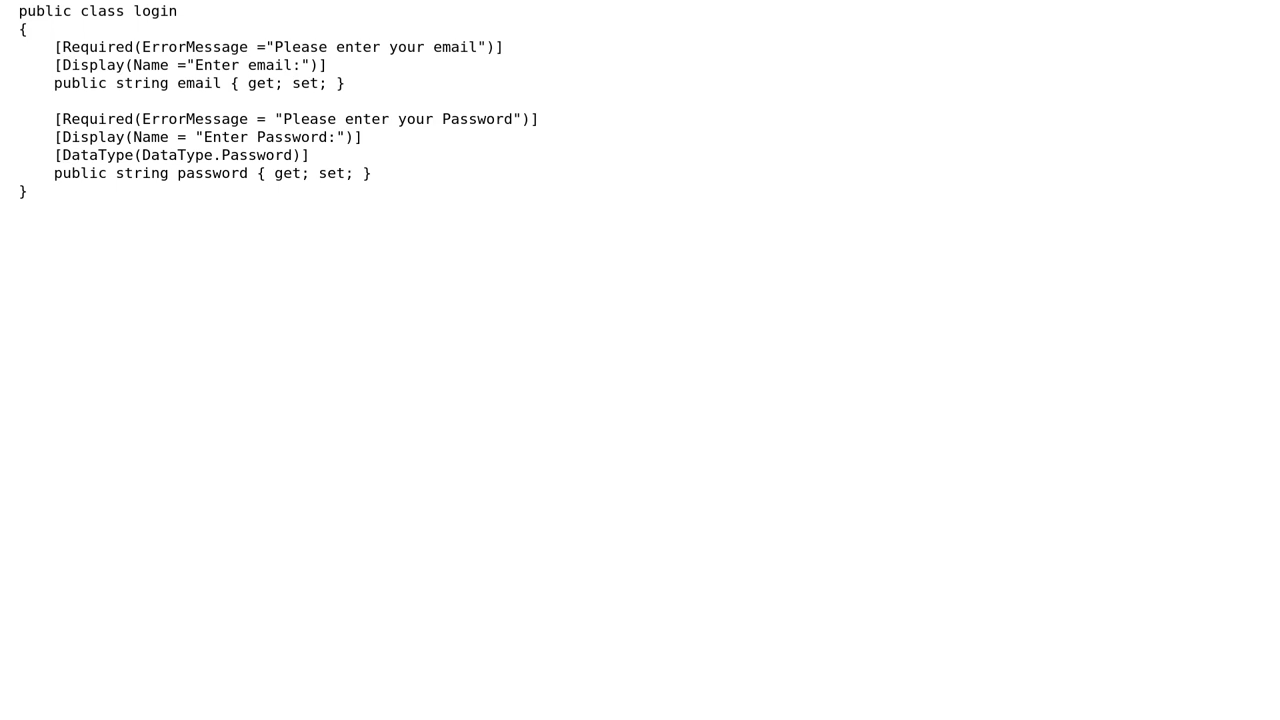 public class login
{
    [Required(ErrorMessage ="Please enter your email")]
    [Display(Name ="Enter email:")]
    public string email { get; set; }

    [Required(ErrorMessage = "Please enter your Password")]
    [Display(Name = "Enter Password:")]
    [DataType(DataType.Password)]
    public string password { get; set; }
}